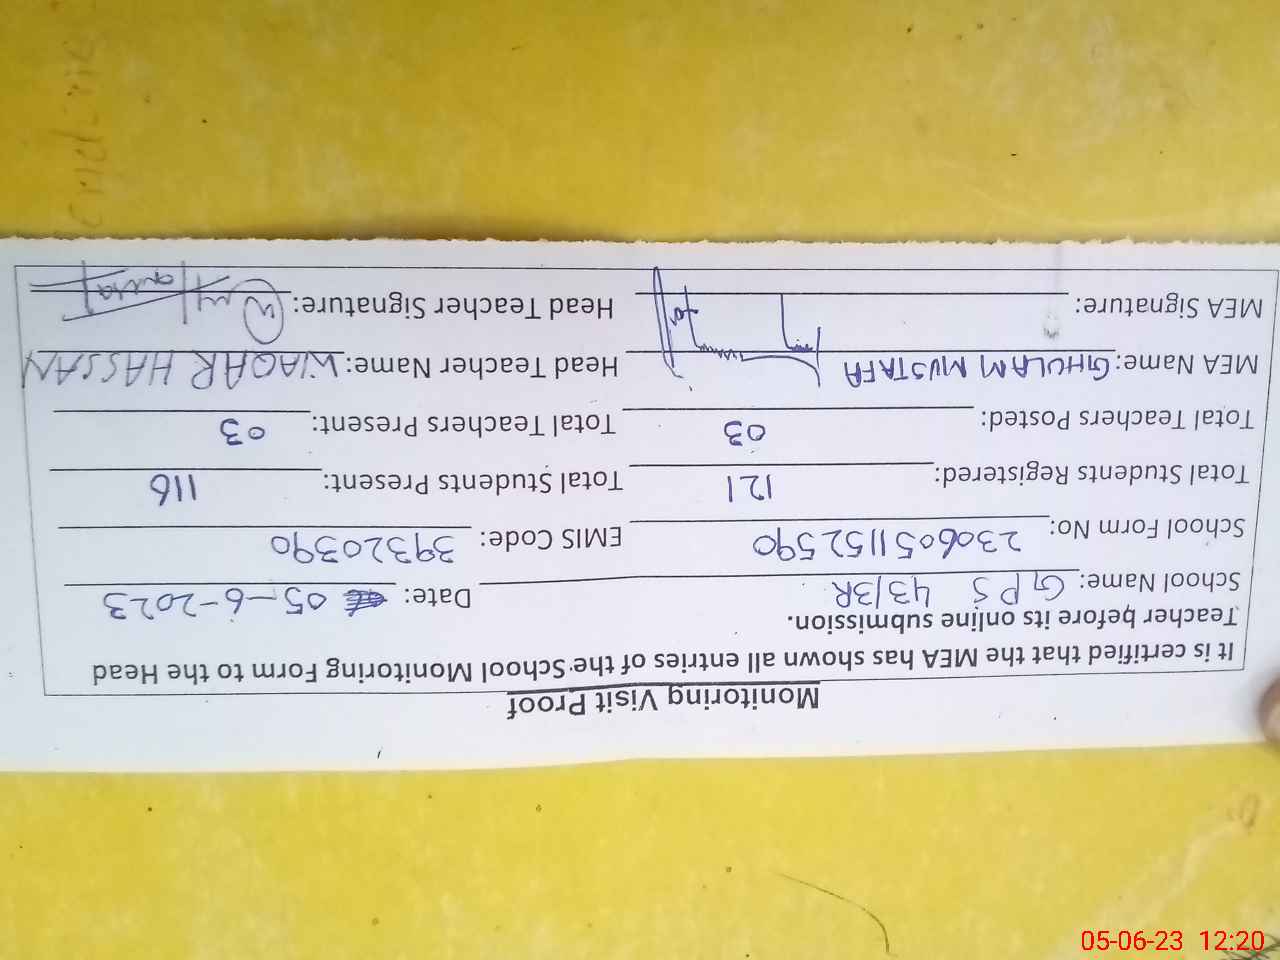 Monitoring Visit Proof
It is certified that the MEA has shown all entries of the School Monitoring Form to the Head
Teacher before its online submission.
School Name: GPS 43/3R Date: 05-6-2023
School Form No: 2306051152590 EMIS Code: 39320390
Total Students Registered: 121 Total Students Present: 116
Total Teachers Posted: 03 Total Teachers Present: 03
MEA Name: GHULAM MUSTAFA Head Teacher Name: WAQAR HASSAN
MEA Signature: Head Teacher Signature:
05-06-23 12:20